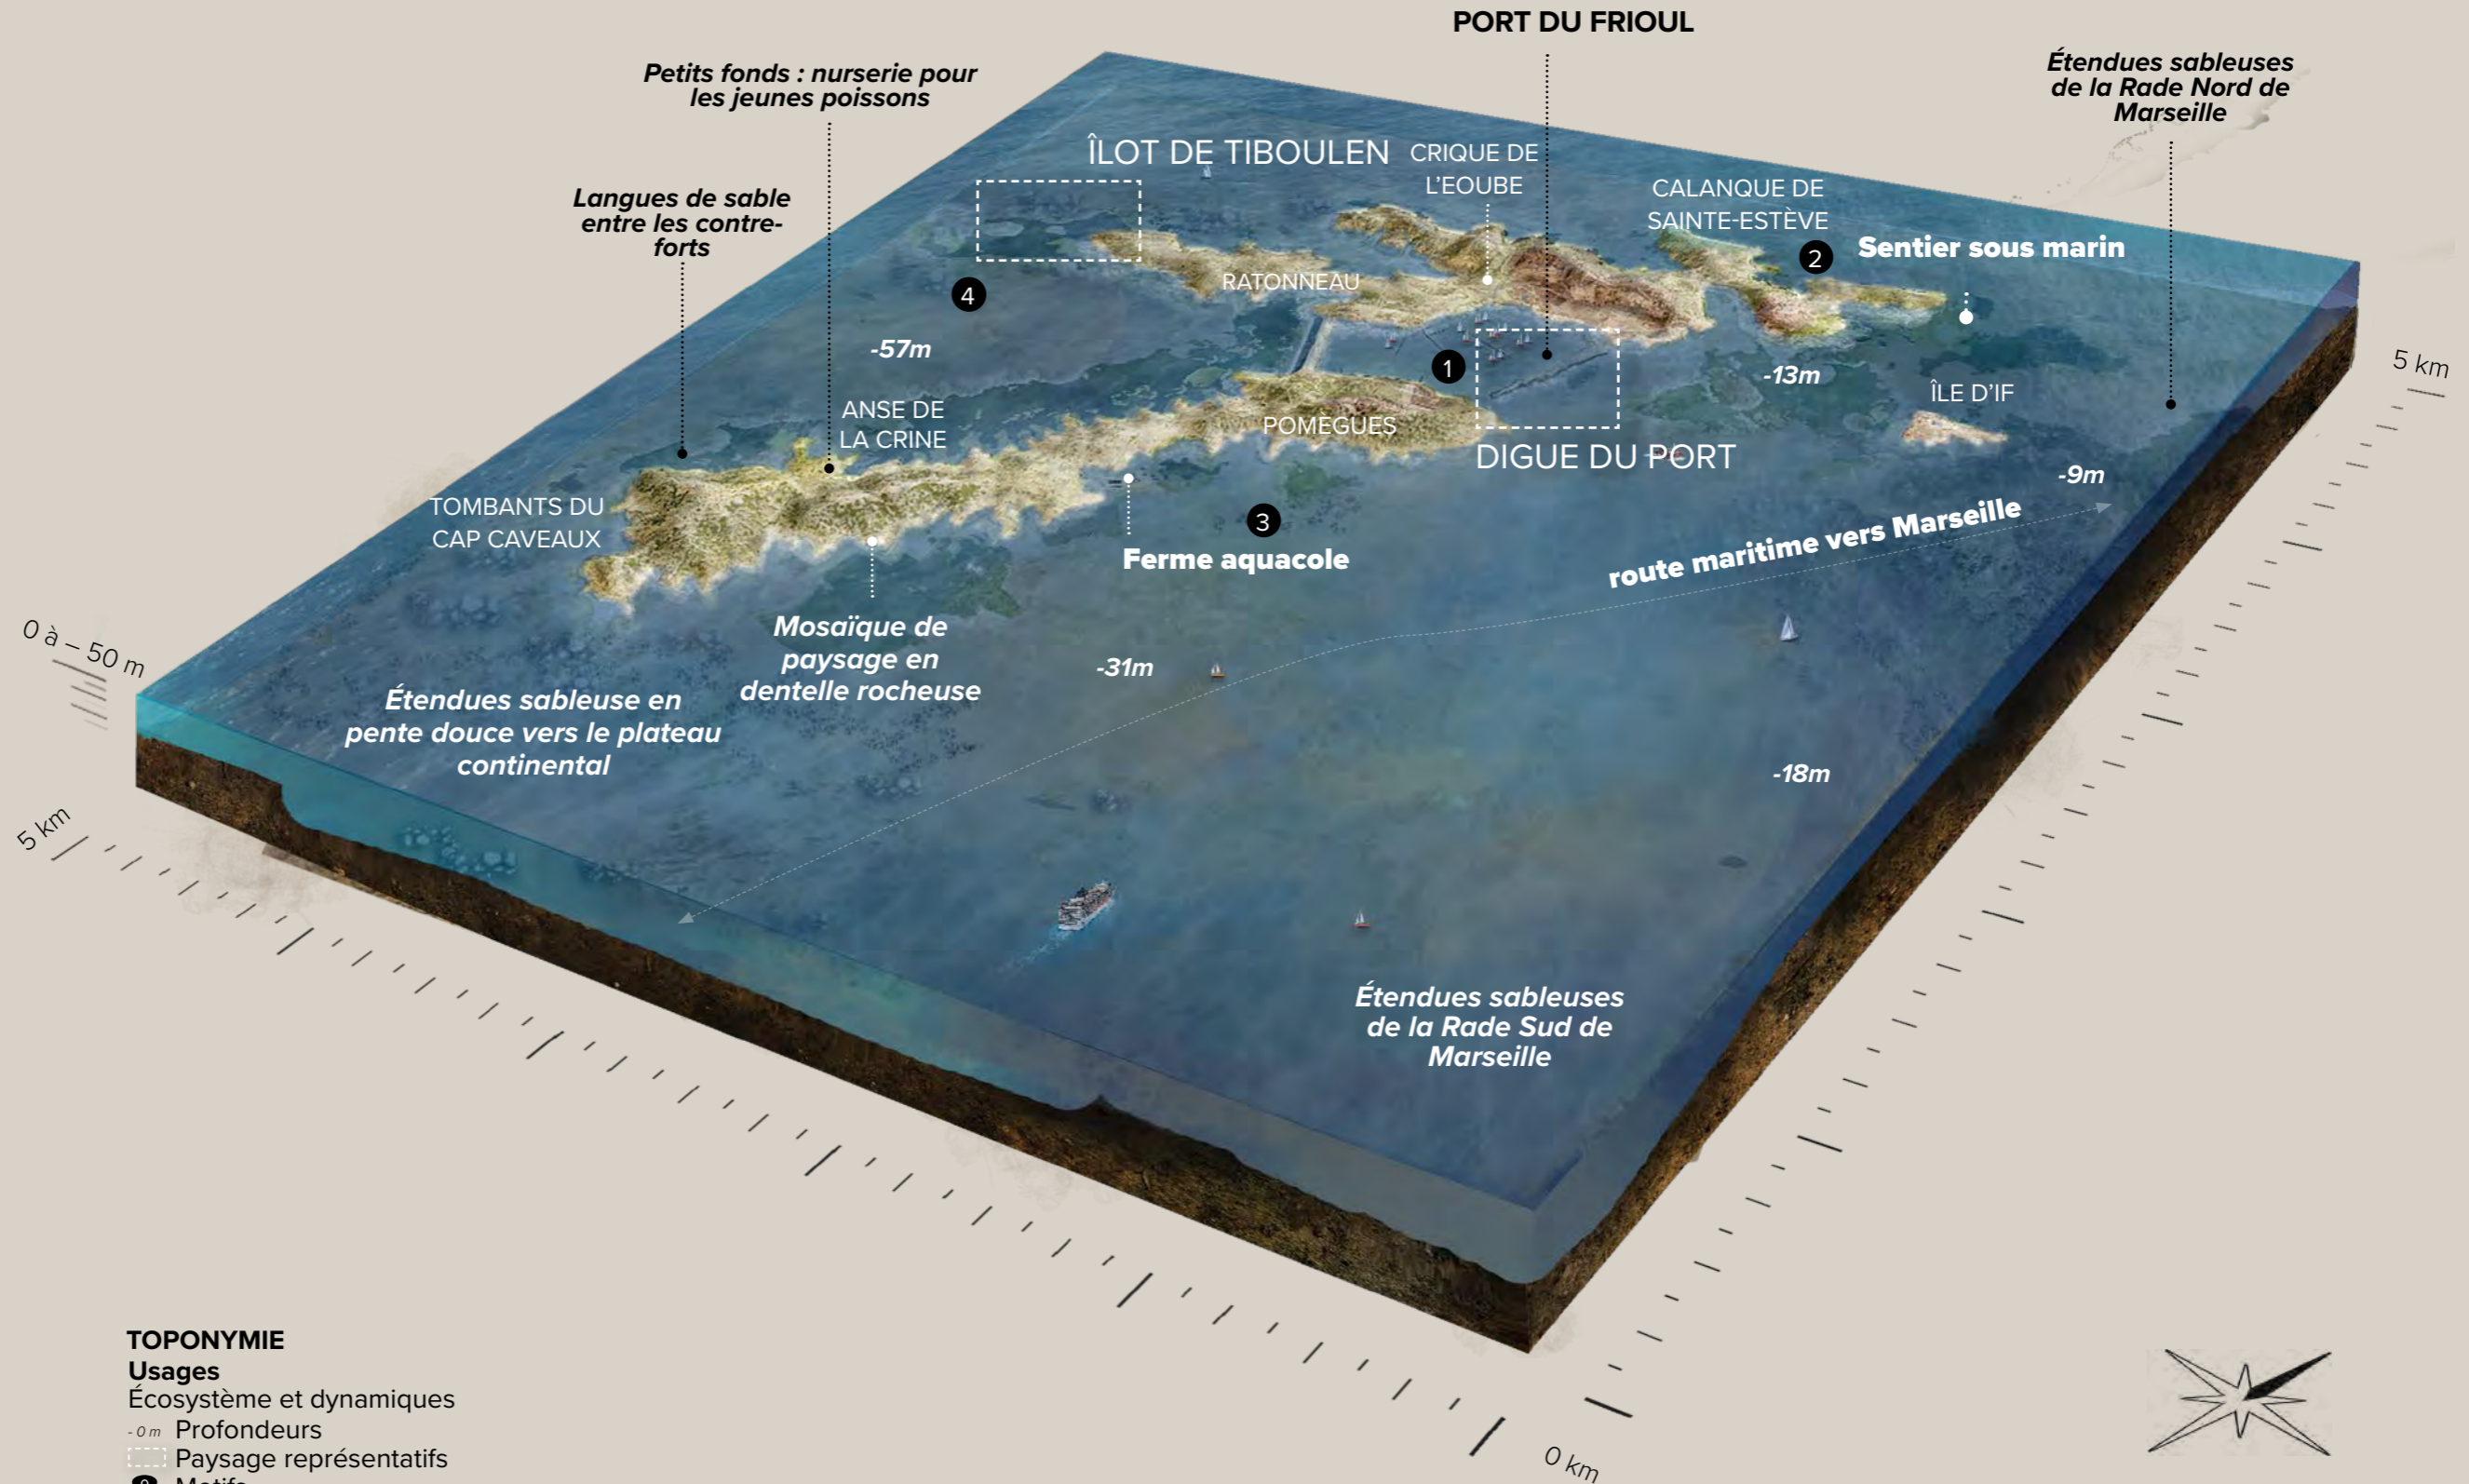 PORT DU FRIOUL
Petits fonds : nurserie pour
les jeunes poissons
Étendues sableuses
de la Rade Nord de
Marseille
Langues de sable
entre les contre-
forts
ÎLOT DE TIBOULEN
CRIQUE DE
L'EOUBE
CALANQUE DE
SAINTE-ESTÈVE
2
Sentier sous marin
RATONNEAU
4
-57m
1
-13m
5 km
ÎLE D'IF
ANSE DE
LA CRINE
POMÈGUES
DIGUE DU PORT
-9m
TOMBANTS DU
CAP CAVEAUX
3
Ferme aquacole
route maritime vers Marseille
0 à – 50 m
Mosaïque de
paysage en
dentelle rocheuse
-31m
Étendues sableuse en
pente douce vers le plateau
continental
-18m
5 km
Étendues sableuses
de la Rade Sud de
Marseille
0 km
TOPONYMIE
Usages
Écosystème et dynamiques
- 0 m Profondeurs
Paysage représentatifs
Motifs